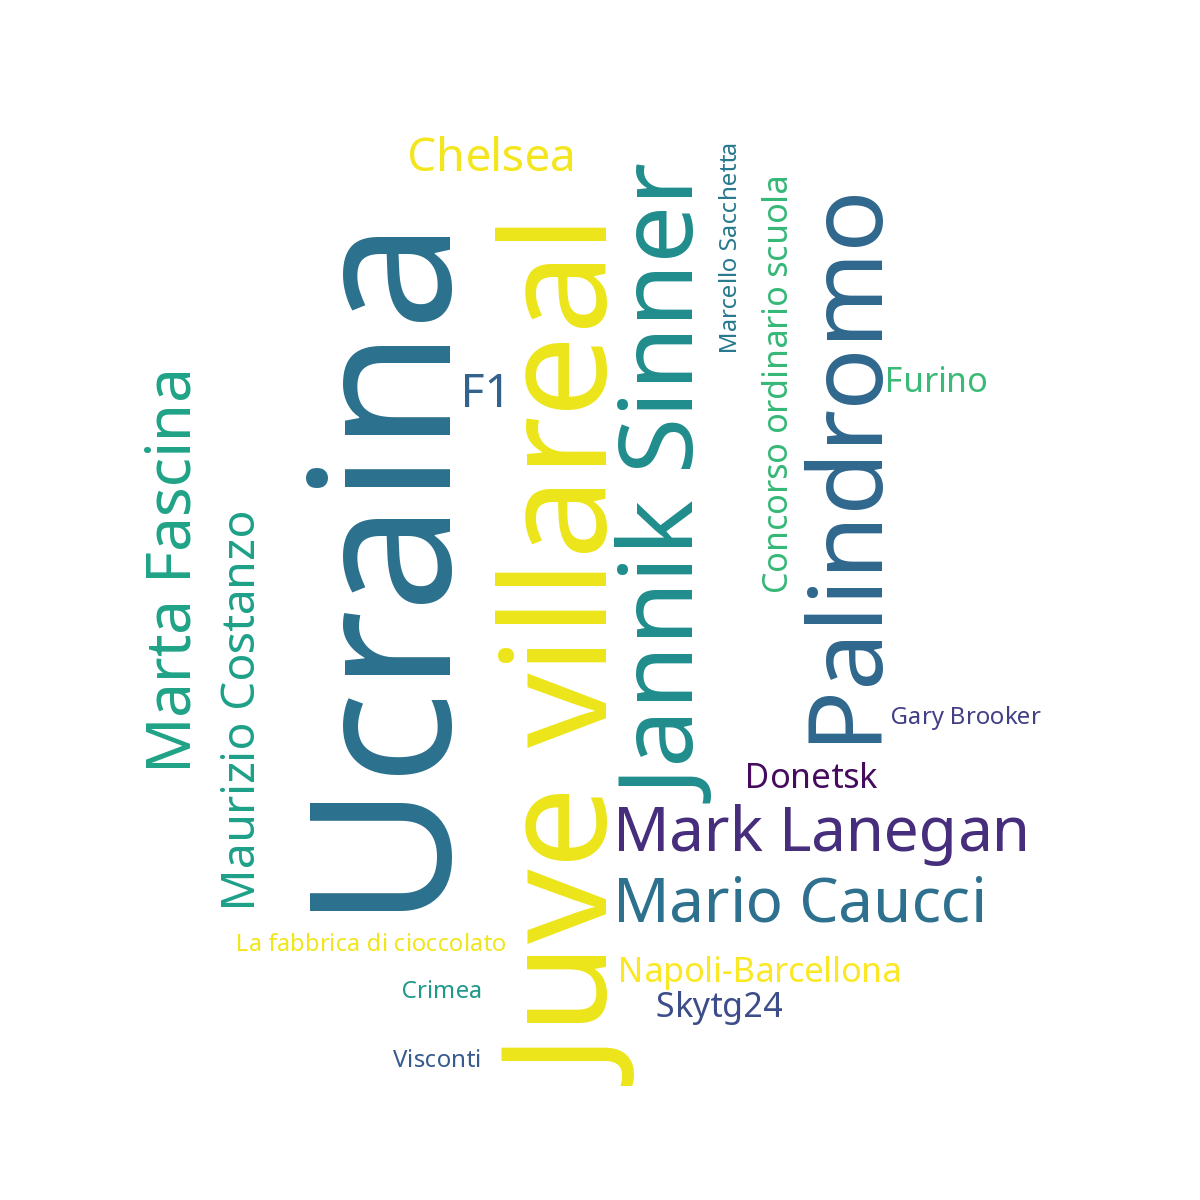 Chelsea
Ucraina
Juve villareal
Jannik Sinner
Marcello Sacchetta
Concorso ordinario scuola
Palindromo
F1
Furino
Marta Fascina
Maurizio Costanzo
Gary Brooker
Donetsk
Mark Lanegan
Mario Caucci
La fabbrica di cioccolato
Napoli-Barcellona
Crimea
Skytg24
Visconti